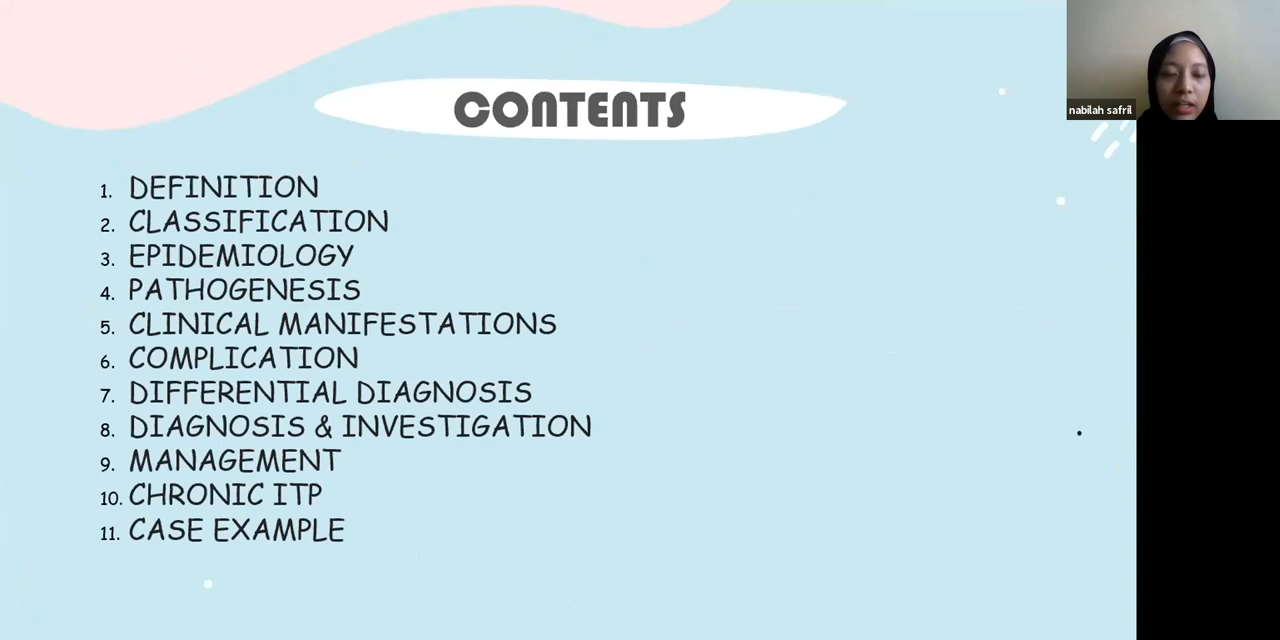 CONTENTS
nabilah safril
1. DEFINITION
2. CLASSIFICATION
3. EPIDEMIOLOGY
4. PATHOGENESIS
5. CLINICAL MANIFESTATIONS
6. COMPLICATION
7. DIFFERENTIAL DIAGNOSIS
8. DIAGNOSIS & INVESTIGATION
9. MANAGEMENT
10. CHRONIC ITP
11. CASE EXAMPLE